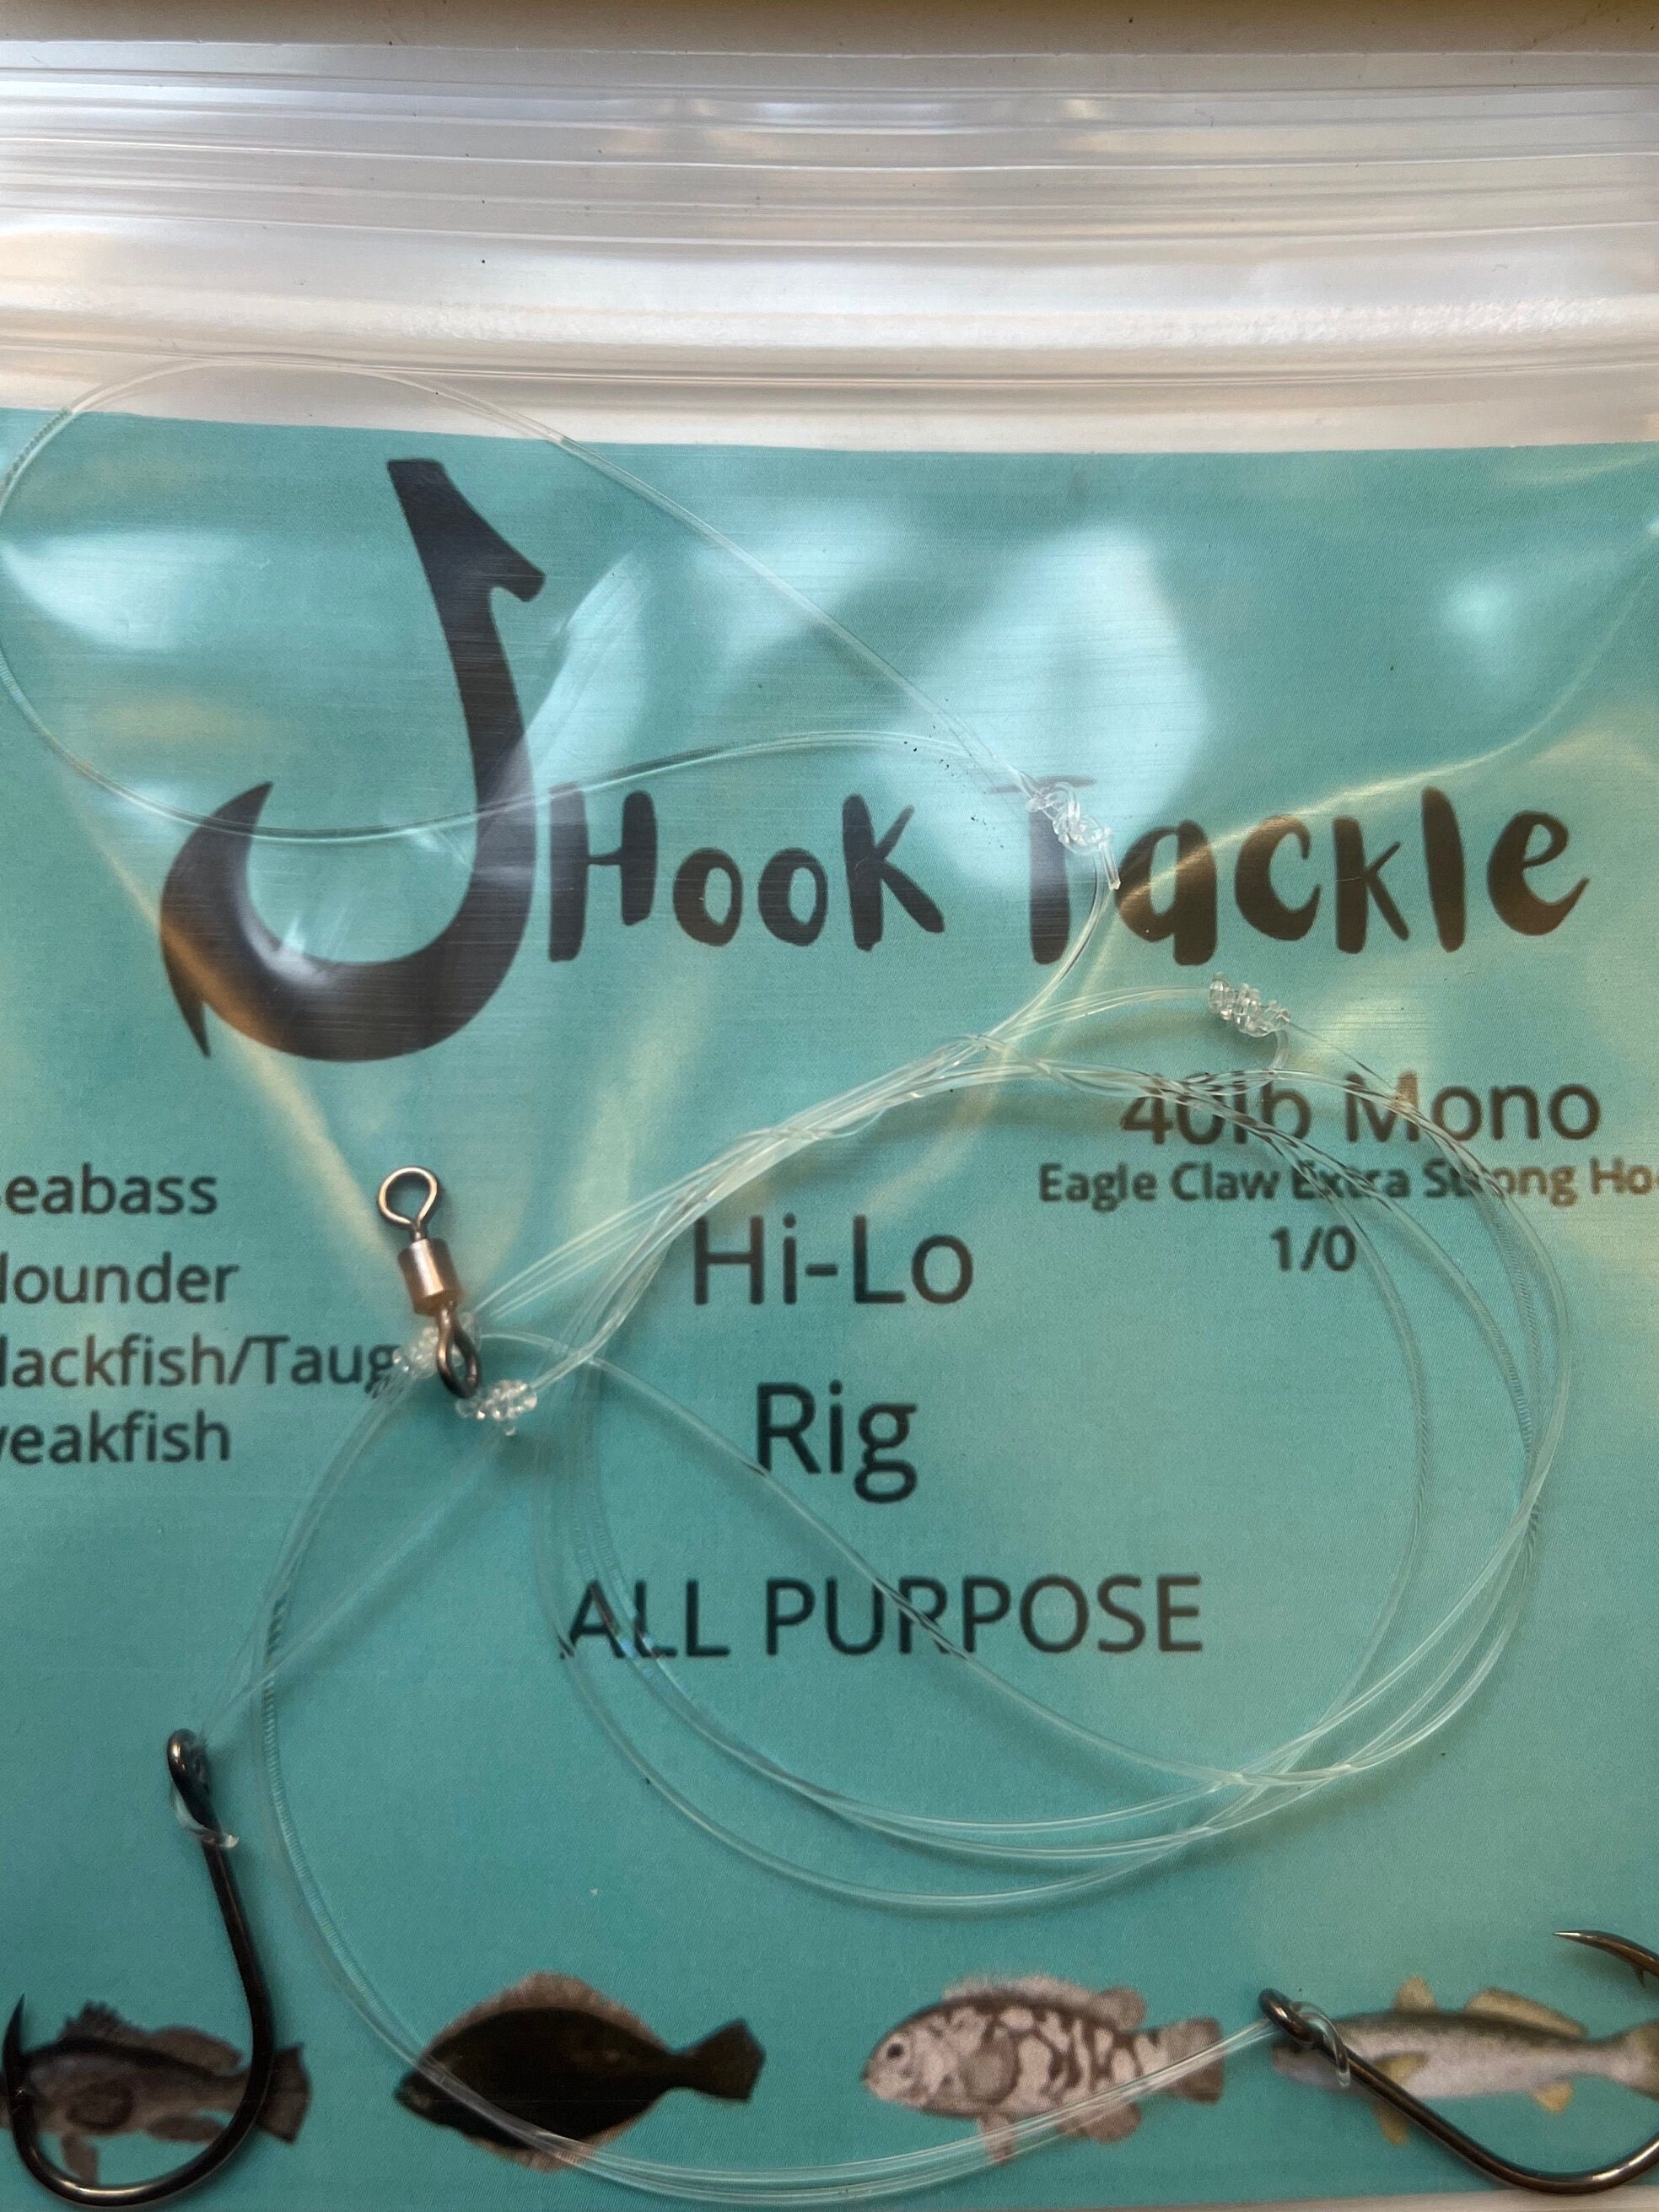 J Hook Tackle
40lb Mono
Eagle Claw Extra Strong Ho
1/0
eabass
lounder
lackfish/Taug
eakfish
Hi-Lo
Rig
ALL PURPOSE